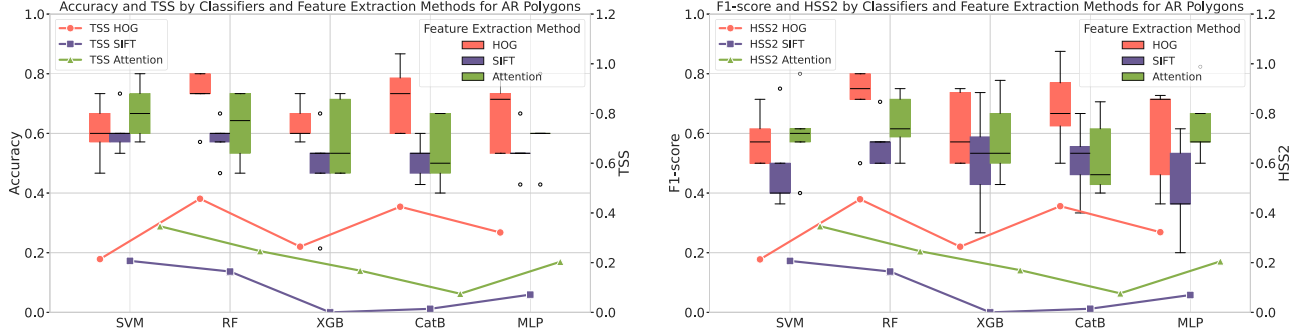 Accuracy and TSS by Classifiers and Feature Extraction Methods for AR Polygons
TSS HOG
TSS SIFT
TSS Attention
Feature Extraction Method
HOG
SIFT
Attention
Accuracy
1.0
0.8
0.6
0.4
0.2
0.0
TSS
1.2
1.0
0.8
0.6
0.4
0.2
0.0
SVM RF XGB CatB MLP
F1-score and HSS2 by Classifiers and Feature Extraction Methods for AR Polygons
HSS2 HOG
HSS2 SIFT
HSS2 Attention
Feature Extraction Method
HOG
SIFT
Attention
F1-score
1.0
0.8
0.6
0.4
0.2
0.0
HSS2
1.2
1.0
0.8
0.6
0.4
0.2
0.0
SVM RF XGB CatB MLP